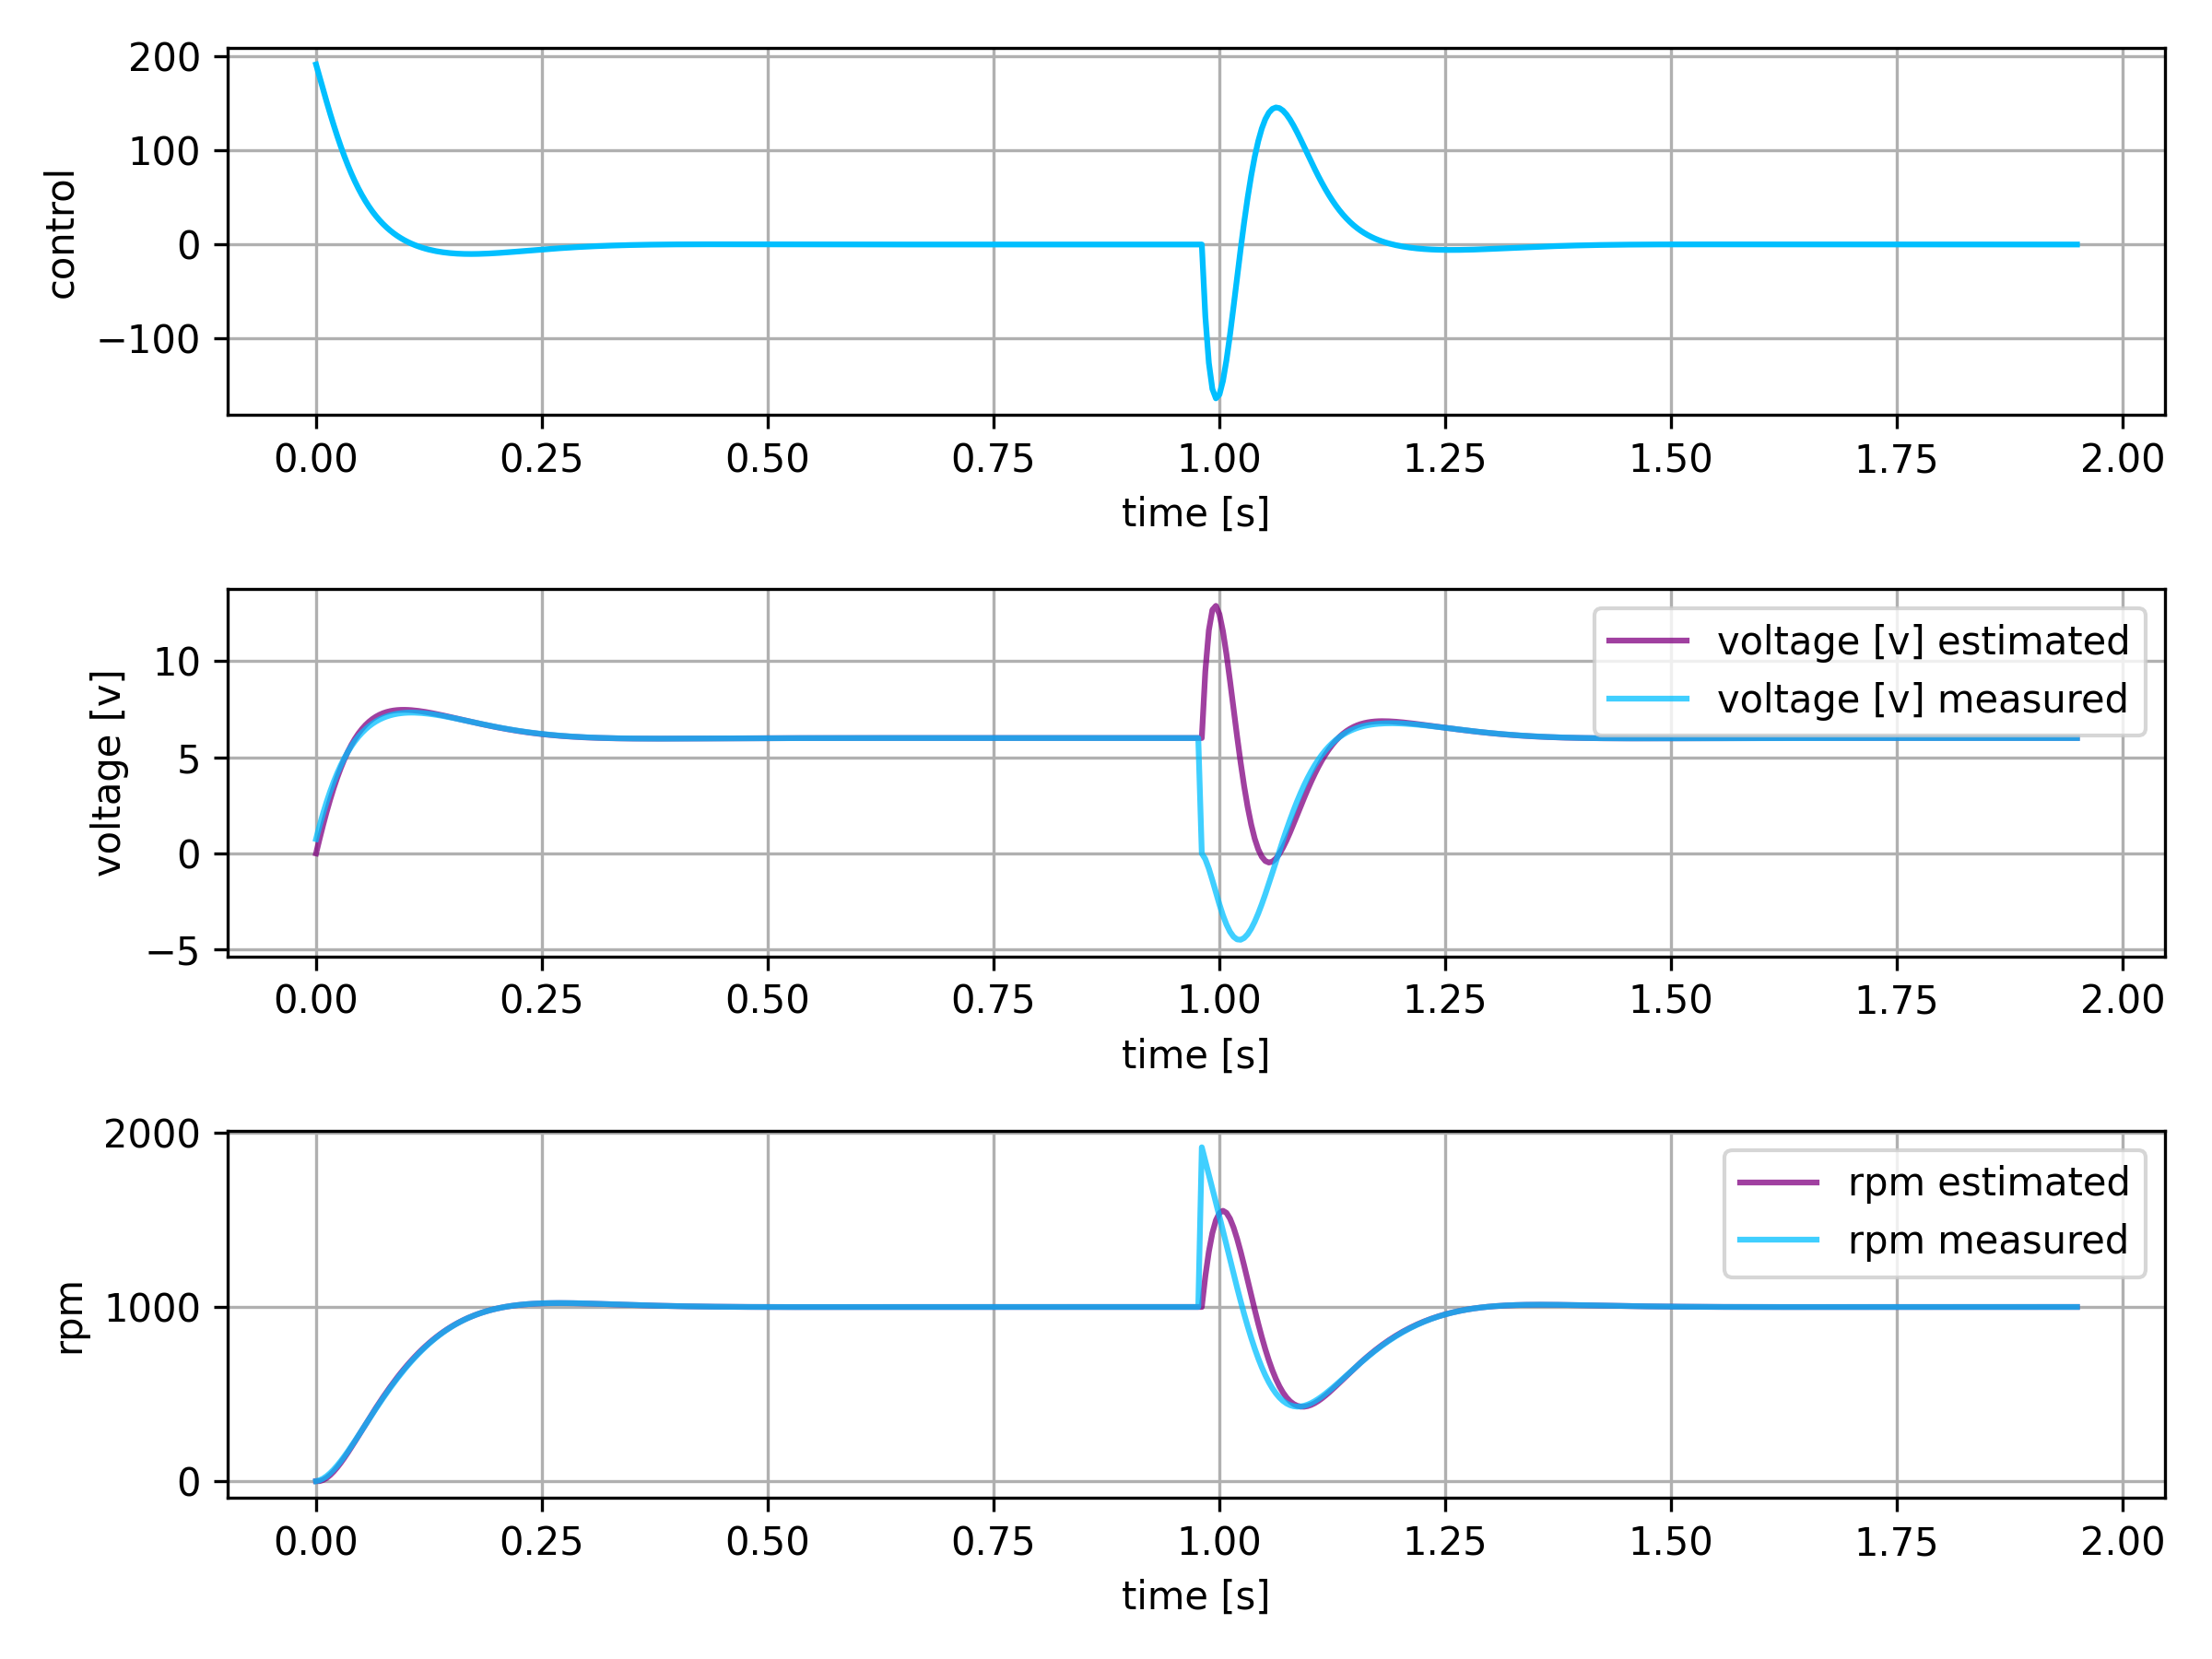 200
100
0
−100
control
0.00 0.25 0.50 0.75 1.00 1.25 1.50 1.75 2.00
time [s]
10
5
0
−5
voltage [v]
voltage [v] estimated
voltage [v] measured
0.00 0.25 0.50 0.75 1.00 1.25 1.50 1.75 2.00
time [s]
2000
1000
0
rpm
rpm estimated
rpm measured
0.00 0.25 0.50 0.75 1.00 1.25 1.50 1.75 2.00
time [s]